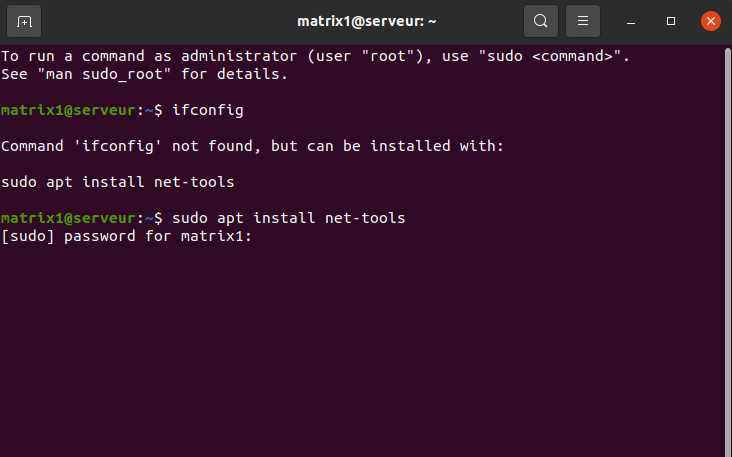 matrix1@serveur: ~
To run a command as administrator (user "root"), use "sudo <command>".
See "man sudo_root" for details.
matrix1@serveur:~$ ifconfig
Command 'ifconfig' not found, but can be installed with:
sudo apt install net-tools
matrix1@serveur:~$ sudo apt install net-tools
[sudo] password for matrix1: